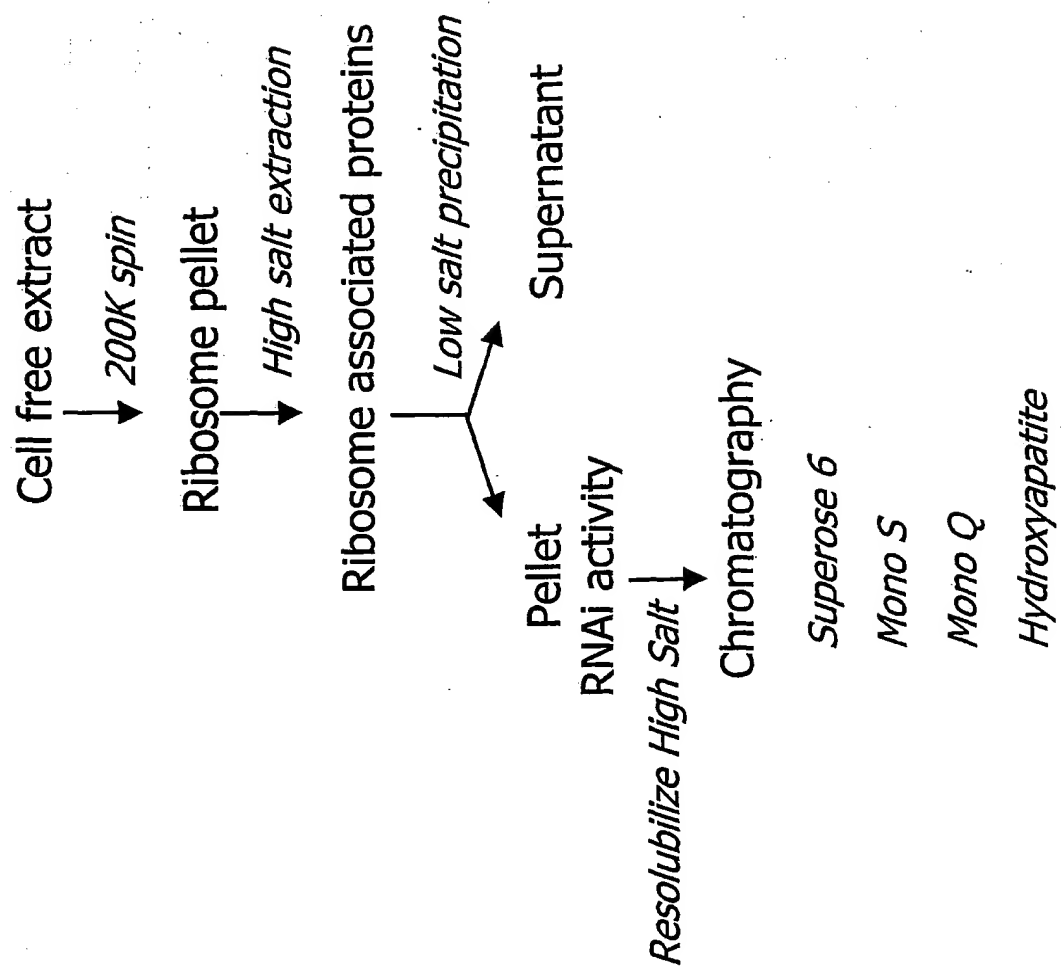 Cell free extract
200K spin
Ribosome pellet
High salt extraction
Ribosome associated proteins
Low salt precipitation
Pellet
Supernatant
RNAi activity
Resolubilize High Salt
Chromatography
Superose 6
Mono S
Mono Q
Hydroxyapatite